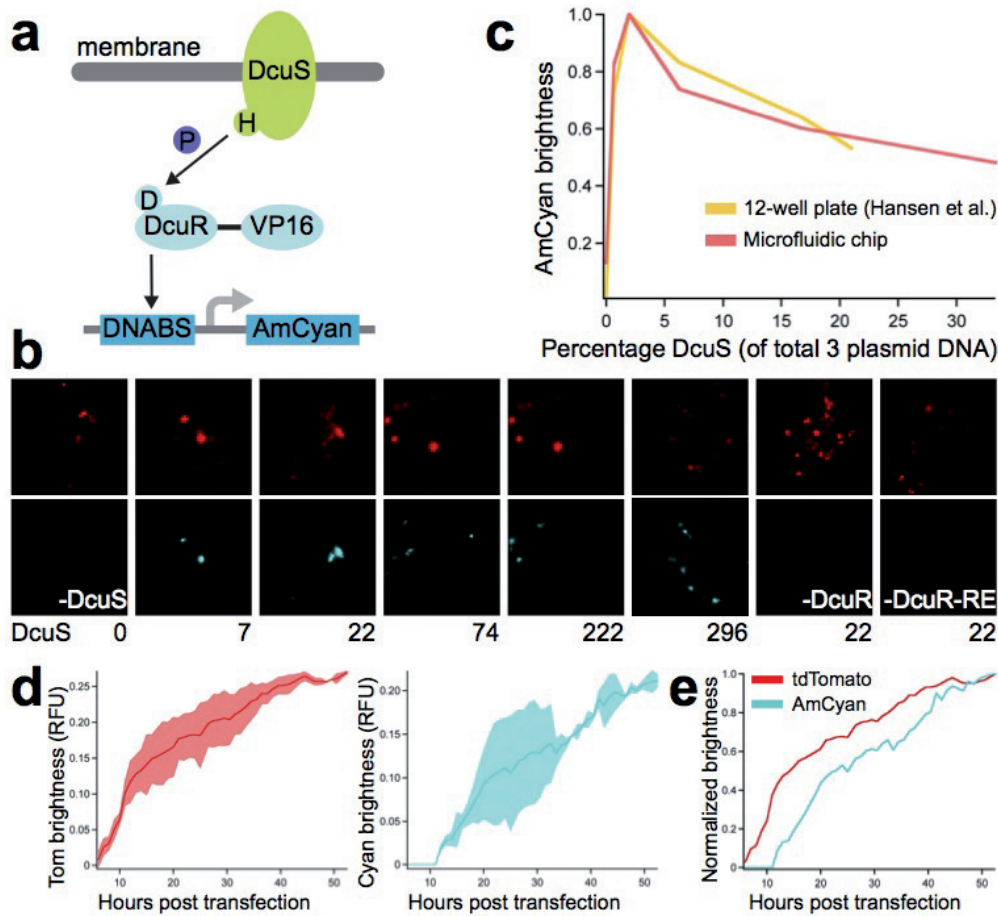 a
membrane
DcuS
H
P
D
DcuR
VP16
DNABS
AmCyan
c
AmCyan brightness
1.0
0.8
0.6
0.4
0.2
12-well plate (Hansen et al.)
Microfluidic chip
0 5 10 15 20 25 30
Percentage DcuS (of total 3 plasmid DNA)
b
-DcuS
-DcuR
-DcuR-RE
DcuS 0 7 22 74 222 296 22 22
d
Tom brightness (RFU)
0.25
0.20
0.15
0.10
0.05
0
10 20 30 40 50
Hours post transfection
Cyan brightness (RFU)
0.20
0.15
0.10
0.05
0
10 20 30 40 50
Hours post transfection
e
Normalized brightness
1.0
0.8
0.6
0.4
0.2
0
tdTomato
AmCyan
10 20 30 40 50
Hours post transfection